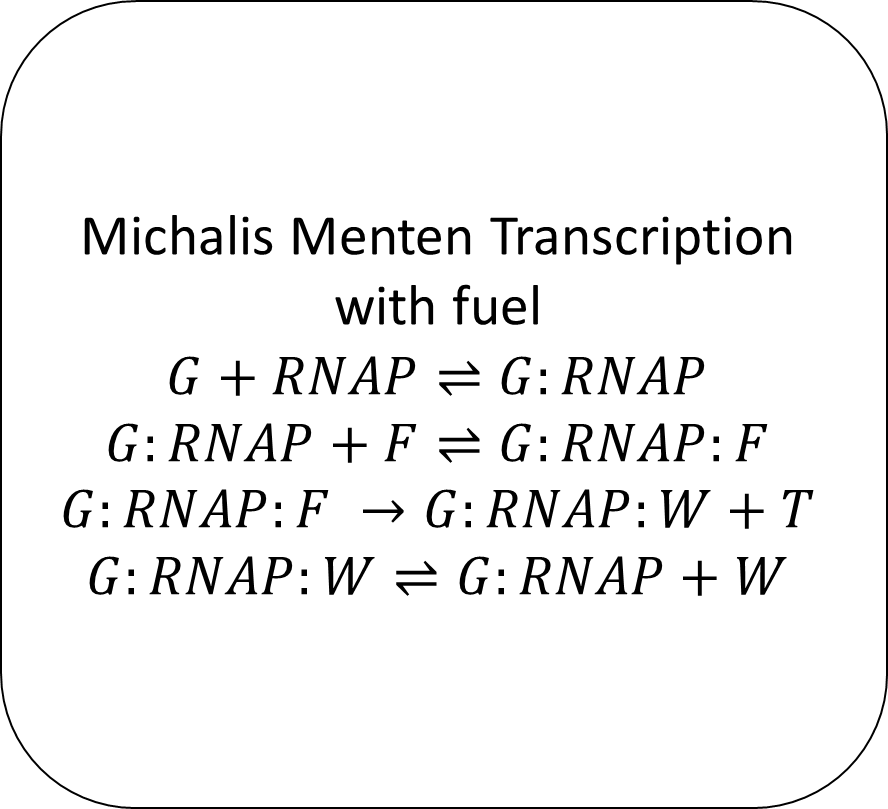 Michalis Menten Transcription
with fuel
G + RNAP ⇌ G: RNAP
G: RNAP + F ⇌ G: RNAP: F
G: RNAP: F → G: RNAP: W + T
G: RNAP: W ⇌ G: RNAP + W